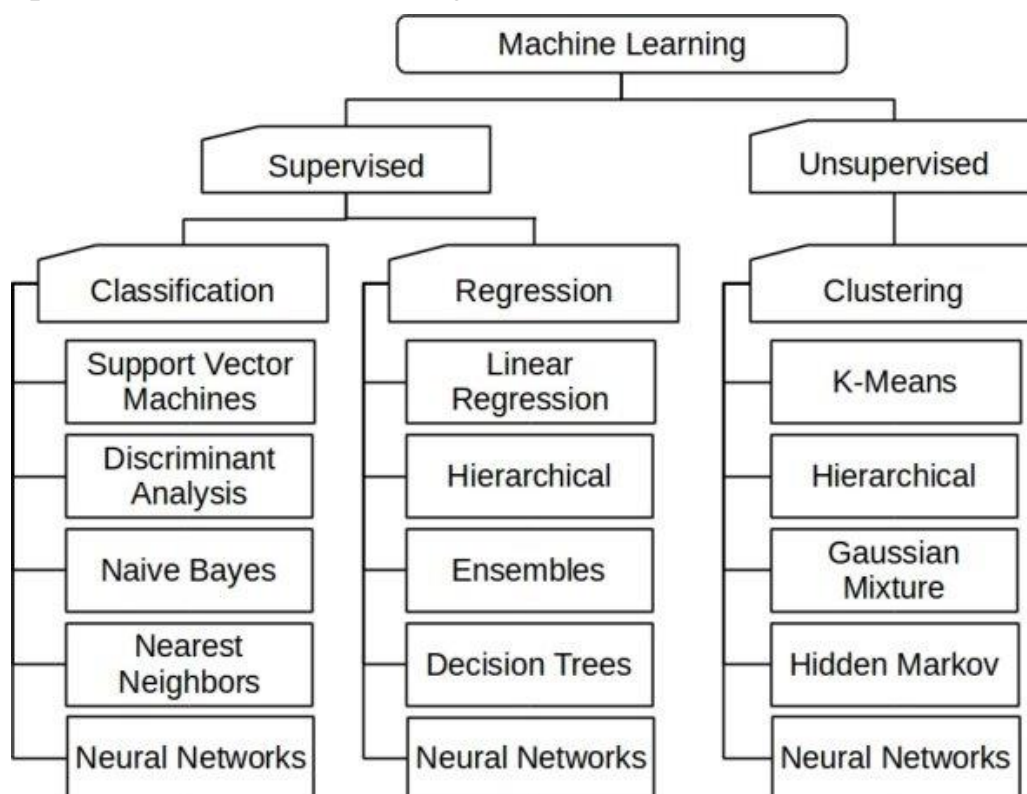 Machine Learning
Supervised
Unsupervised
Classification
Regression
Clustering
Support Vector
Machines
Discriminant
Analysis
Naive Bayes
Nearest
Neighbors
Neural Networks
Linear
Regression
Hierarchical
Ensembles
Decision Trees
Neural Networks
K-Means
Hierarchical
Gaussian
Mixture
Hidden Markov
Neural Networks